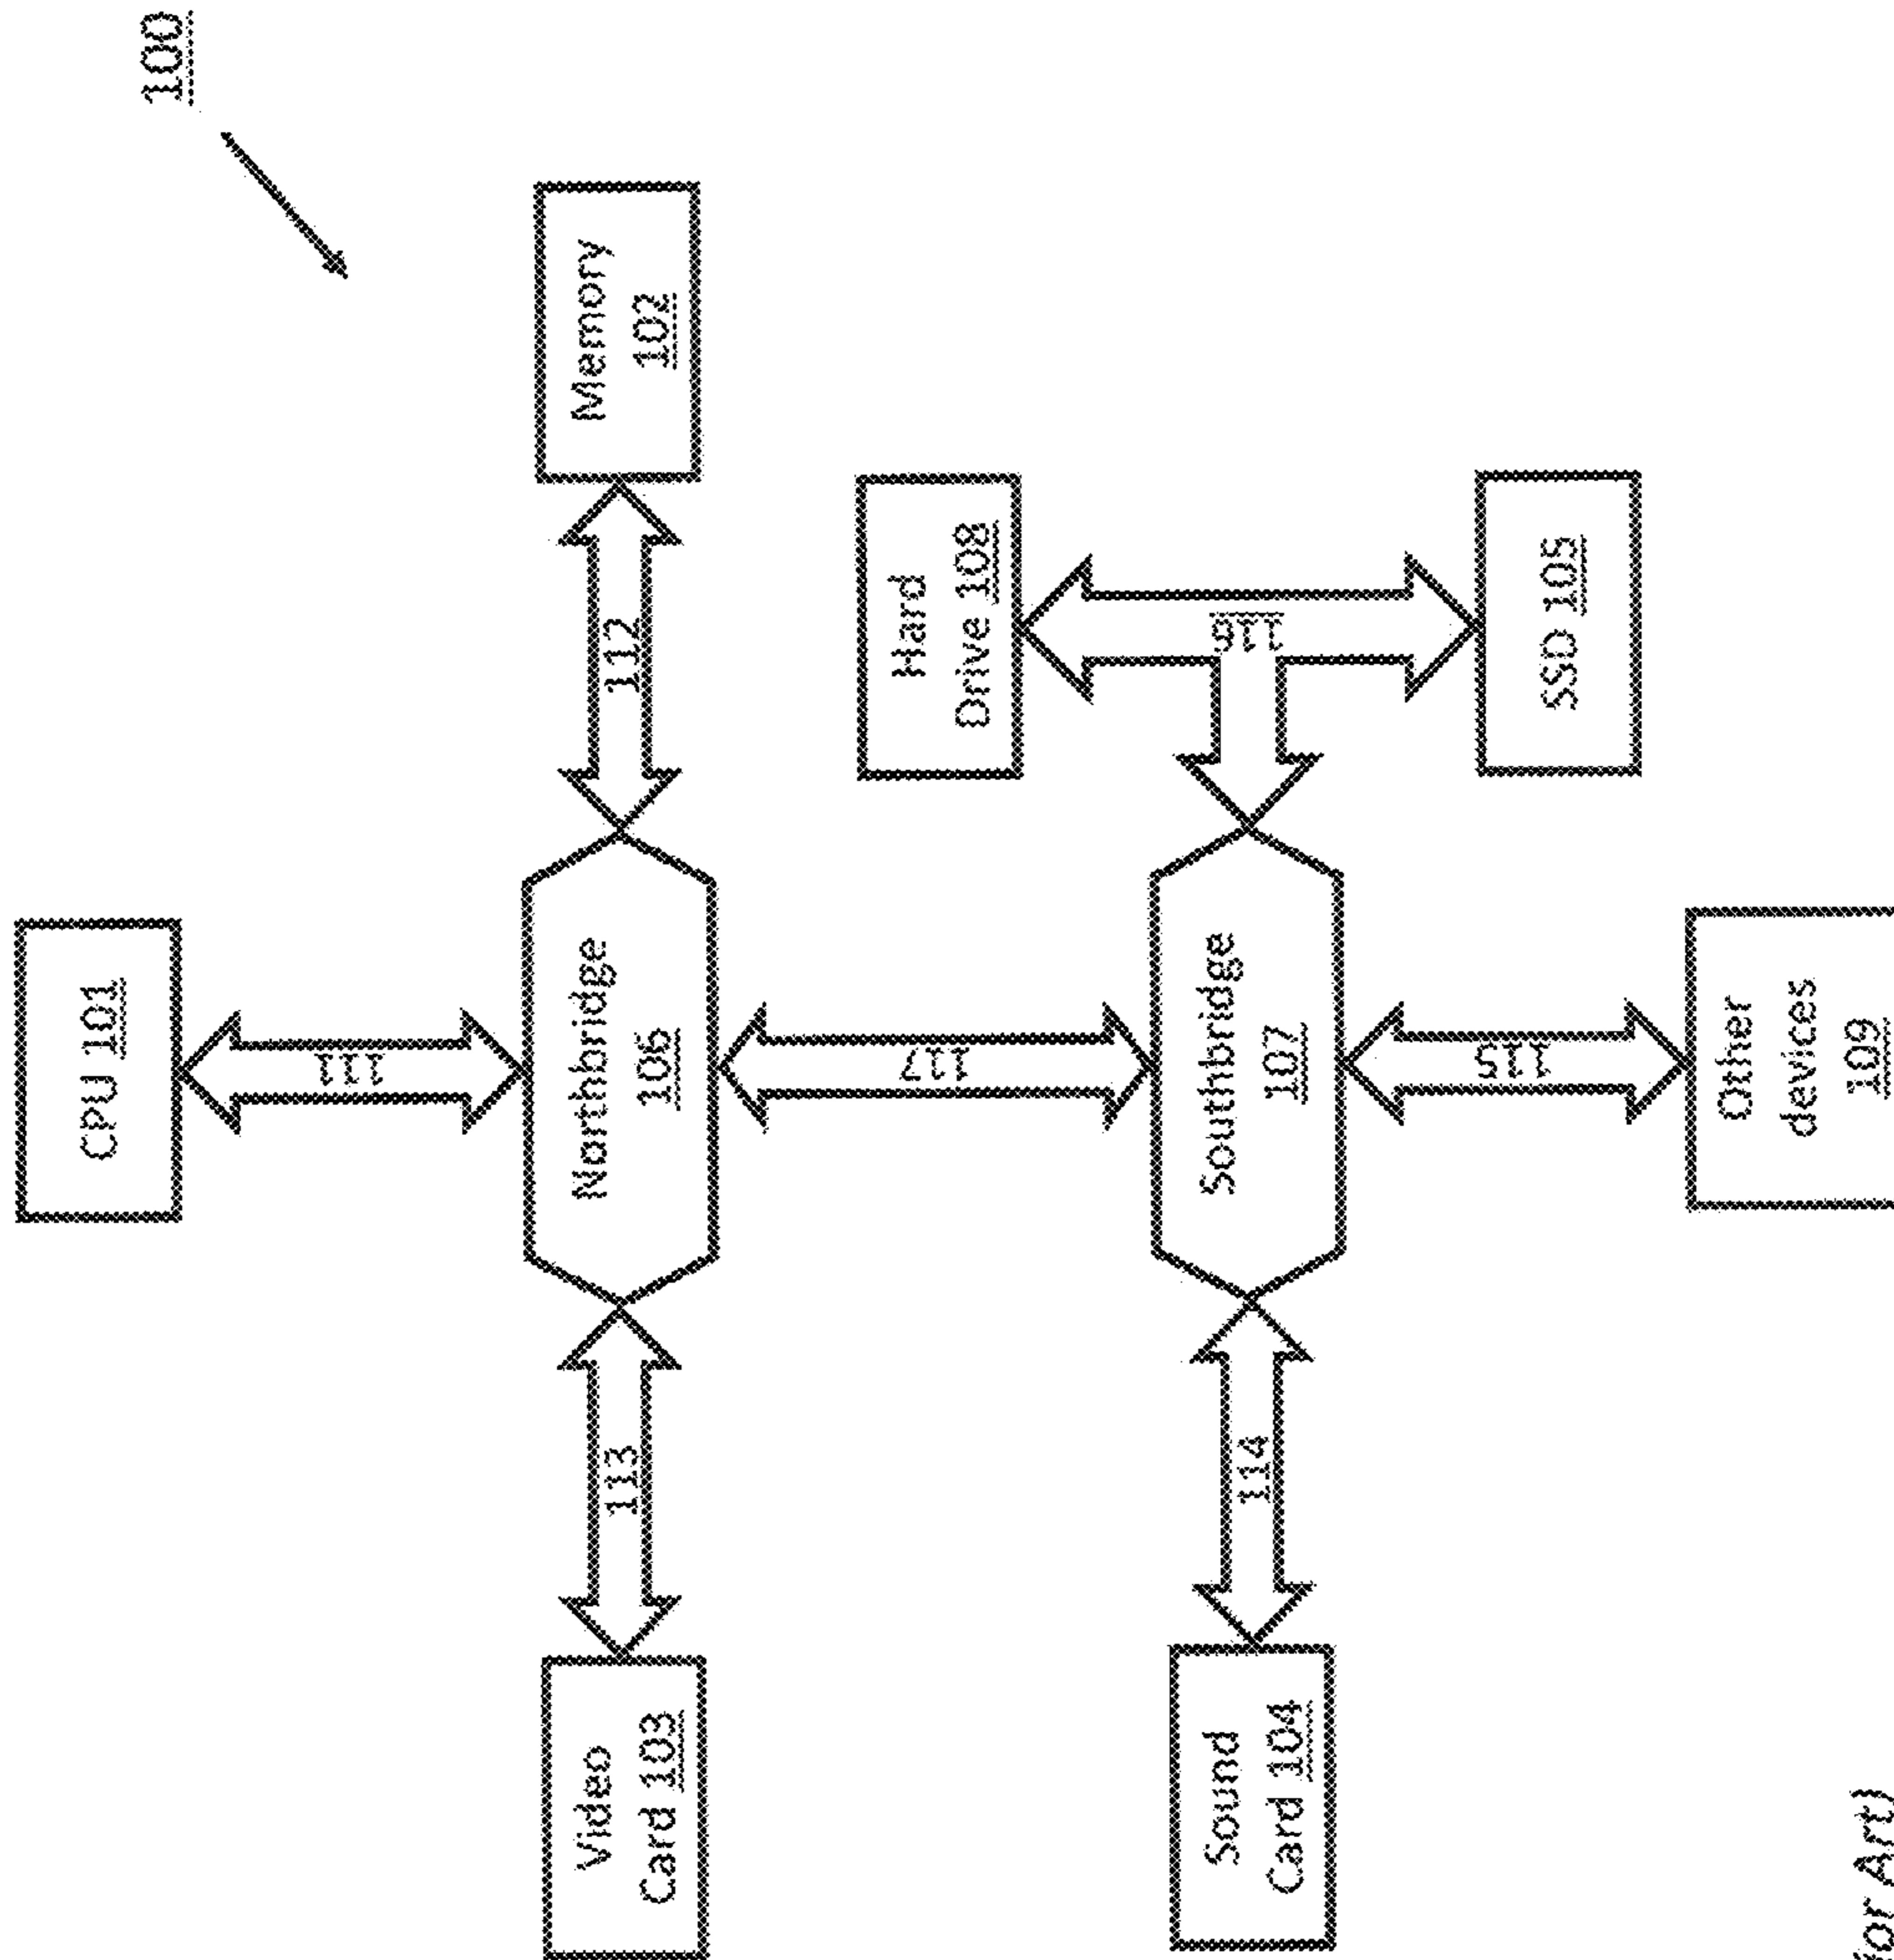 100
CPU 101
111
Video
Card 103
113
Northbridge
106
112
Memory
102
117
Hard
Drive 108
Sound
Card 104
114
Southbridge
107
116
SSD 105
115
Other
devices
109
Art)